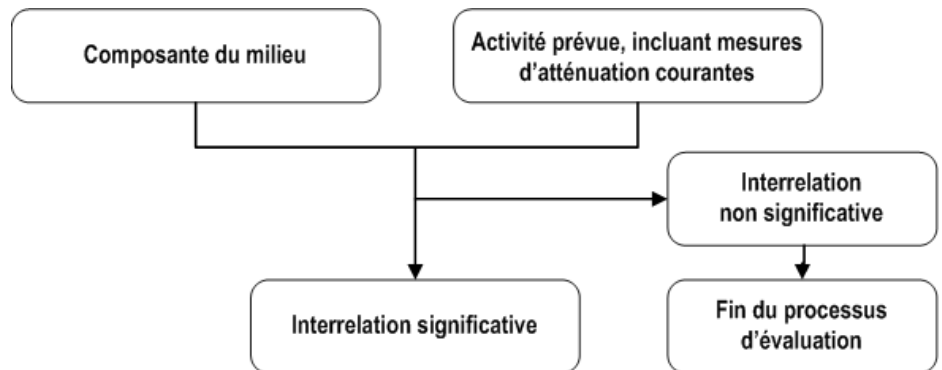 Composante du milieu
Activité prévue, incluant mesures
d'atténuation courantes
Interrelation
non significative
Interrelation significative
Fin du processus
d'évaluation